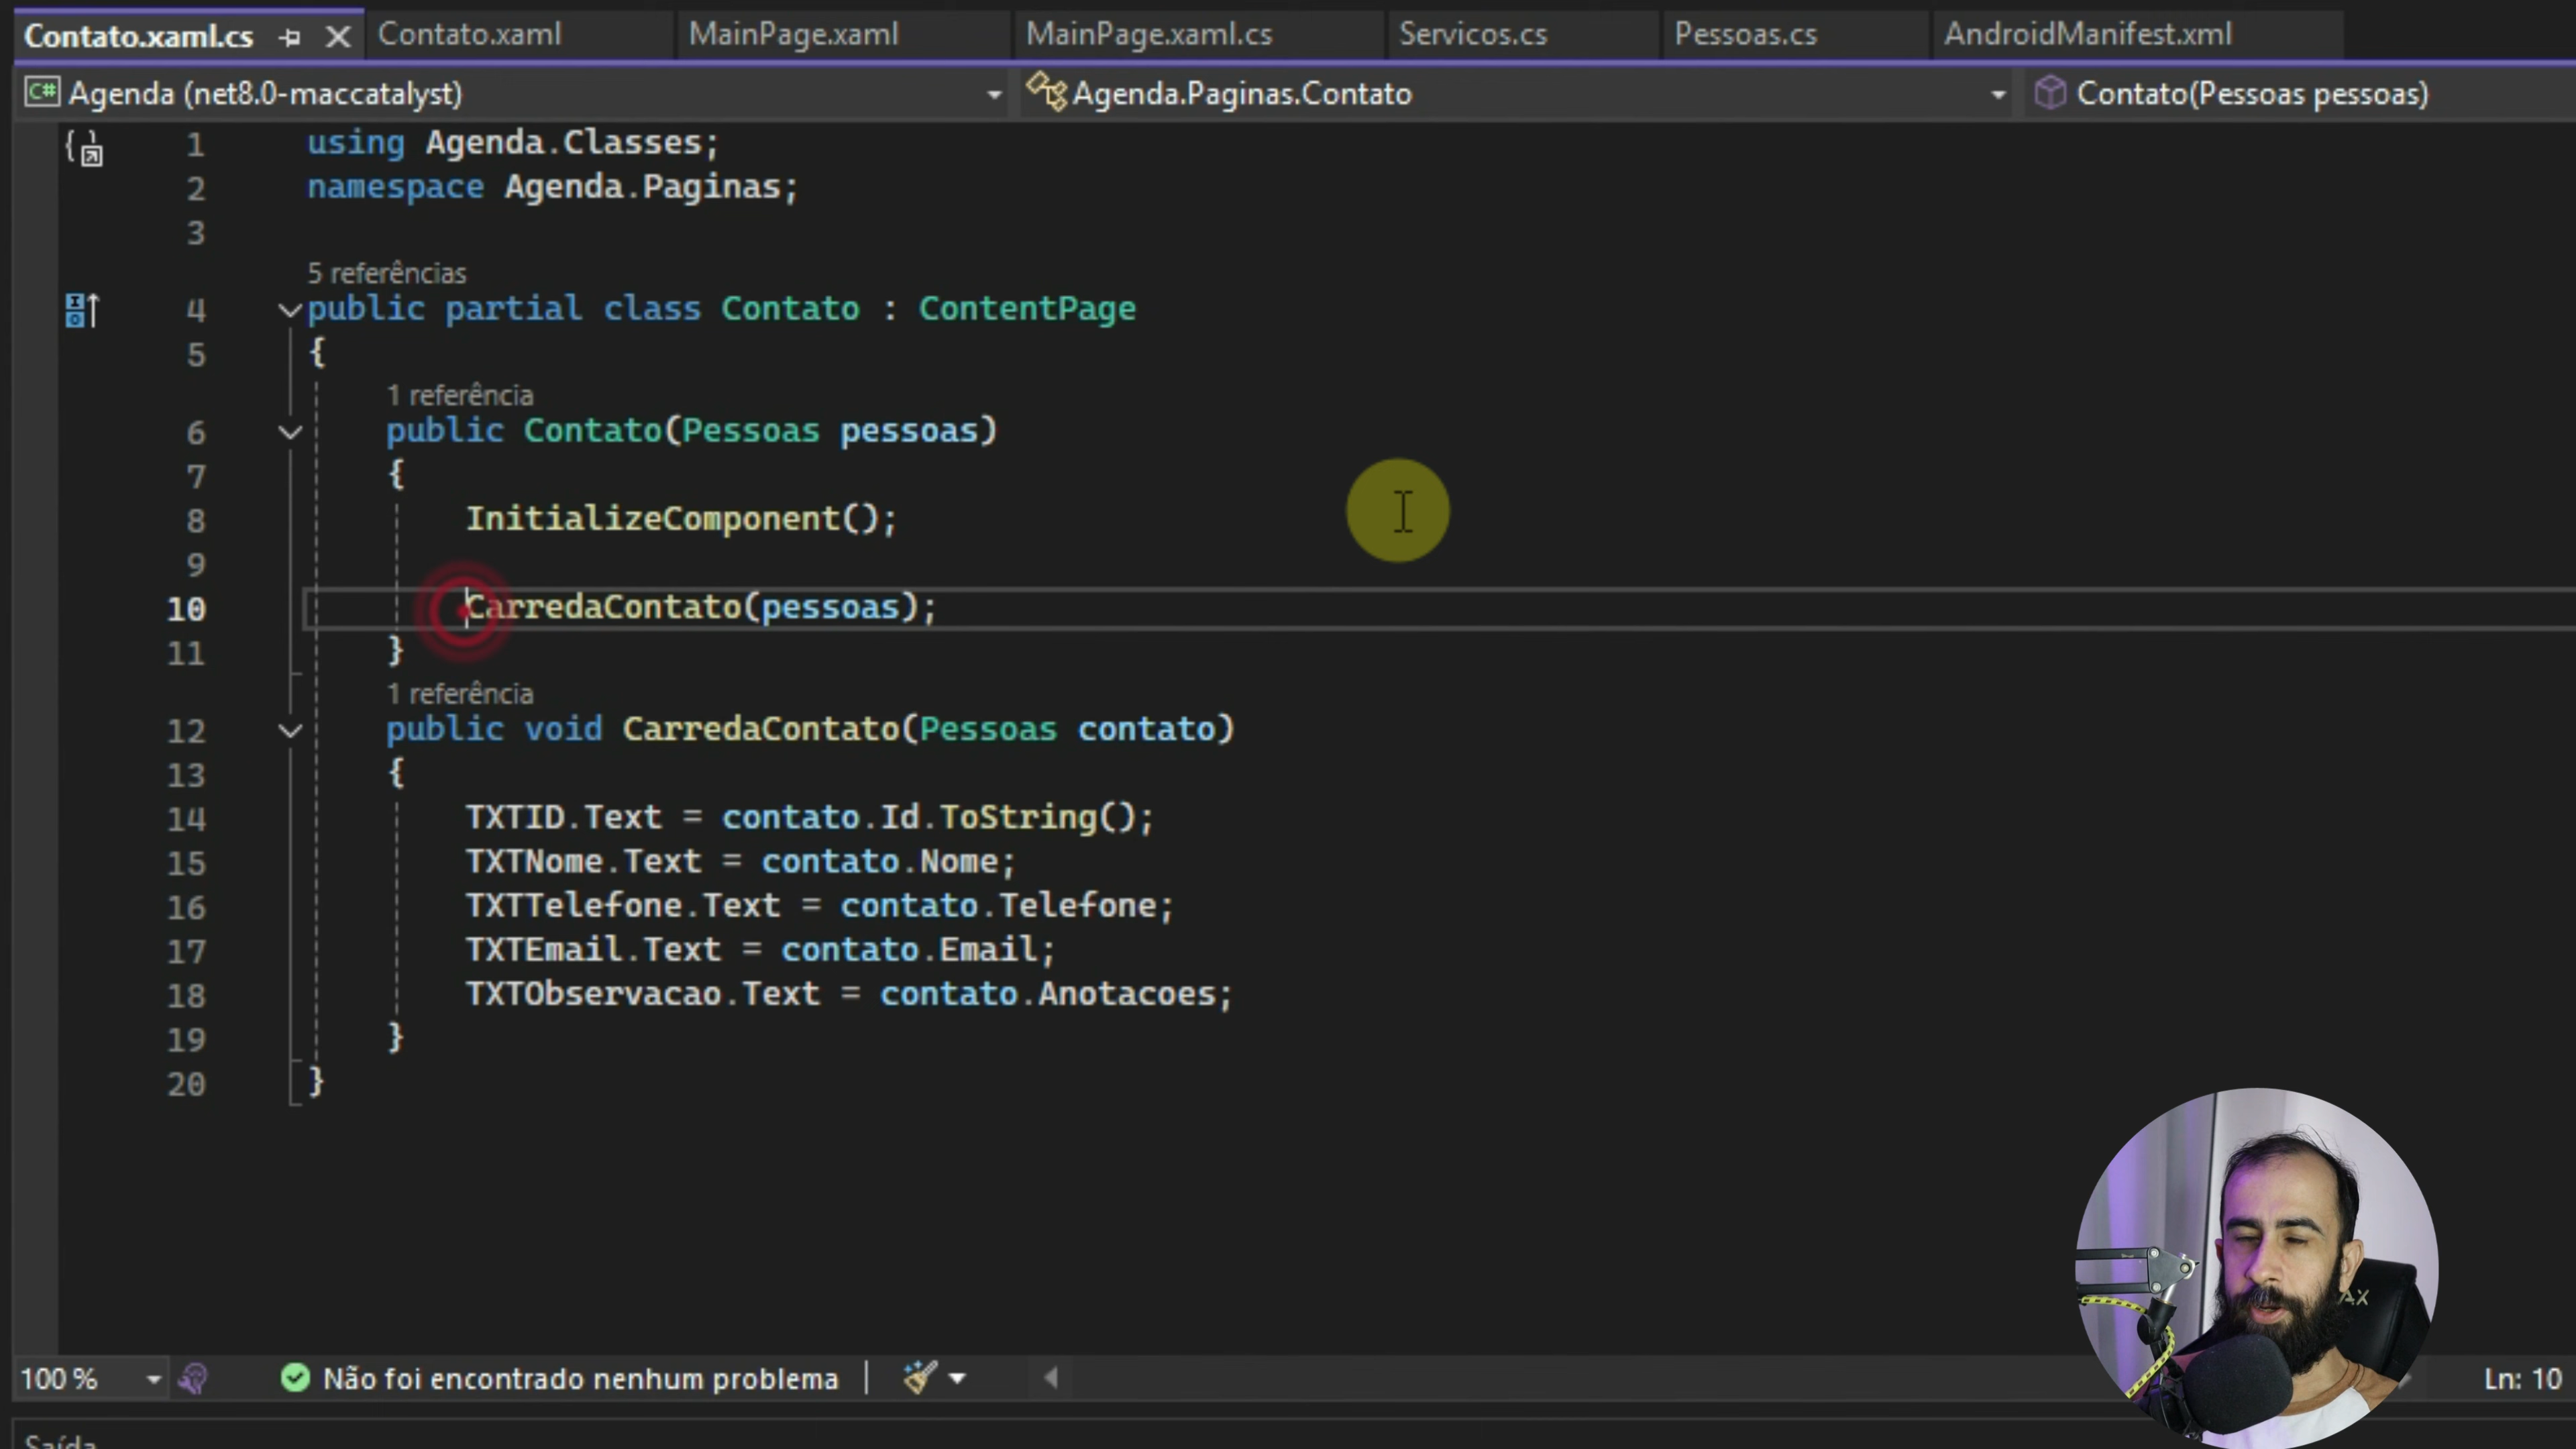 Contato.xaml.cs Contato.xaml MainPage.xaml MainPage.xaml.cs Servicos.cs Pessoas.cs AndroidManifest.xml
C# Agenda (net8.0-maccatalyst) Agenda.Paginas.Contato Contato(Pessoas pessoas)
1 using Agenda.Classes;
2 namespace Agenda.Paginas;
3
5 referências
4 public partial class Contato : ContentPage
5 {
1 referência
6 public Contato(Pessoas pessoas)
7 {
8 InitializeComponent();
9
10 CarredaContato(pessoas);
11 }
1 referência
12 public void CarredaContato(Pessoas contato)
13 {
14 TXTID.Text = contato.Id.ToString();
15 TXTNome.Text = contato.Nome;
16 TXTTelefone.Text = contato.Telefone;
17 TXTEmail.Text = contato.Email;
18 TXTObservacao.Text = contato.Anotacoes;
19 }
20 }
AX
100 % Não foi encontrado nenhum problema Ln: 10
Saída